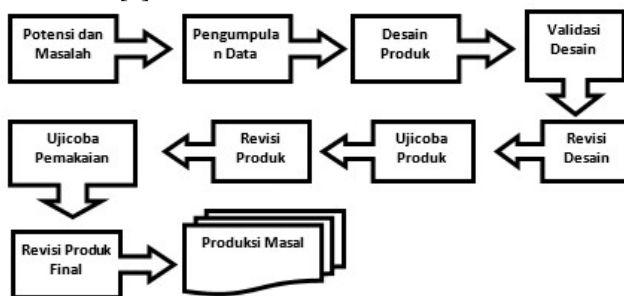 Potensi dan
Masalah
Pengumpula
n Data
Desain
Produk
Validasi
Desain
Revisi
Desain
Ujicoba
Produk
Revisi
Produk
Ujicoba
Pemakaian
Revisi Produk
Final
Produksi Masal